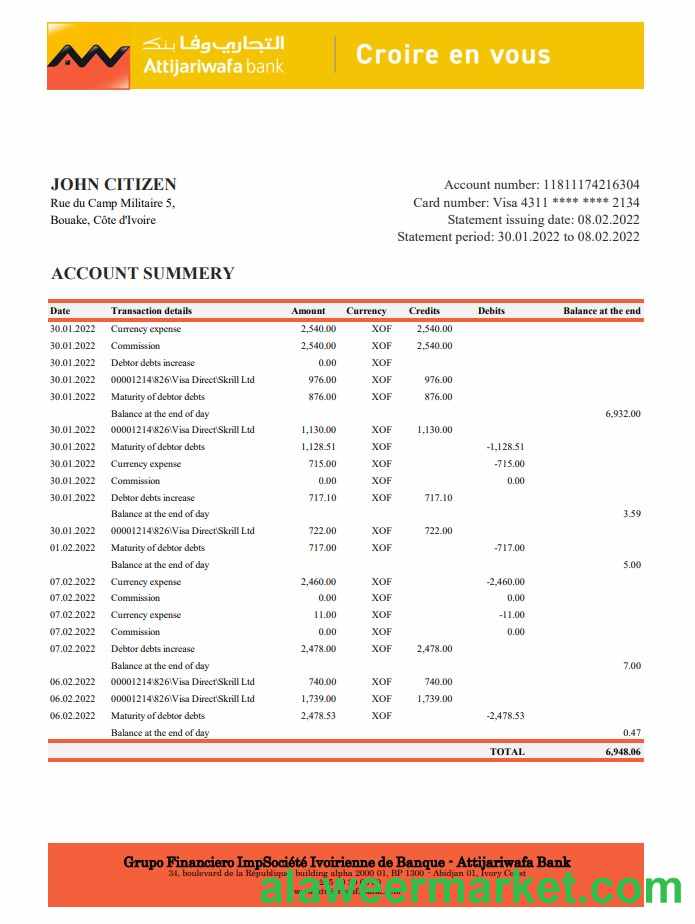 التجاري وفا بنك
Attijariwafa bank
Croire en vous
JOHN CITIZEN
Rue du Camp Militaire 5,
Bouake, Côte d'Ivoire
Account number: 11811174216304
Card number: Visa 4311 **** **** 2134
Statement issuing date: 08.02.2022
Statement period: 30.01.2022 to 08.02.2022
ACCOUNT SUMMERY
Date Transaction details Amount Currency Credits Debits Balance at the end
30.01.2022 Currency expense 2,540.00 XOF 2,540.00
30.01.2022 Commission 2,540.00 XOF 2,540.00
30.01.2022 Debtor debts increase 0.00 XOF
30.01.2022 00001214\826\Visa Direct\Skrill Ltd 976.00 XOF 976.00
30.01.2022 Maturity of debtor debts 876.00 XOF 876.00
Balance at the end of day 6,932.00
30.01.2022 00001214\826\Visa Direct\Skrill Ltd 1,130.00 XOF 1,130.00
30.01.2022 Maturity of debtor debts 1,128.51 XOF -1,128.51
30.01.2022 Currency expense 715.00 XOF -715.00
30.01.2022 Commission 0.00 XOF 0.00
30.01.2022 Debtor debts increase 717.10 XOF 717.10
Balance at the end of day 3.59
30.01.2022 00001214\826\Visa Direct\Skrill Ltd 722.00 XOF 722.00
01.02.2022 Maturity of debtor debts 717.00 XOF -717.00
Balance at the end of day 5.00
07.02.2022 Currency expense 2,460.00 XOF -2,460.00
07.02.2022 Commission 0.00 XOF 0.00
07.02.2022 Currency expense 11.00 XOF -11.00
07.02.2022 Commission 0.00 XOF 0.00
07.02.2022 Debtor debts increase 2,478.00 XOF 2,478.00
Balance at the end of day 7.00
06.02.2022 00001214\826\Visa Direct\Skrill Ltd 740.00 XOF 740.00
06.02.2022 00001214\826\Visa Direct\Skrill Ltd 1,739.00 XOF 1,739.00
06.02.2022 Maturity of debtor debts 2,478.53 XOF -2,478.53
Balance at the end of day 0.47
TOTAL 6,948.06
Grupo Financiero ImpSociété Ivoirienne de Banque - Attijariwafa Bank
34, boulevard de la République, building alpha 2000 01, BP 1300 - Abidjan 01, Ivory Coast
alaweermarket.com